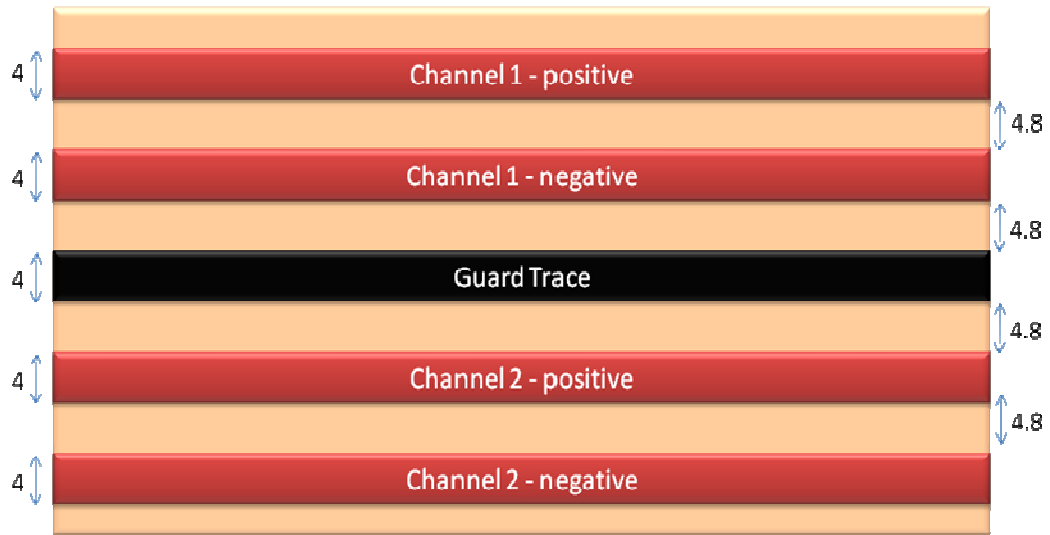 4
Channel 1 - positive
4.8
4
Channel 1 - negative
4.8
4
Guard Trace
4.8
4
Channel 2 - positive
4.8
4
Channel 2 - negative